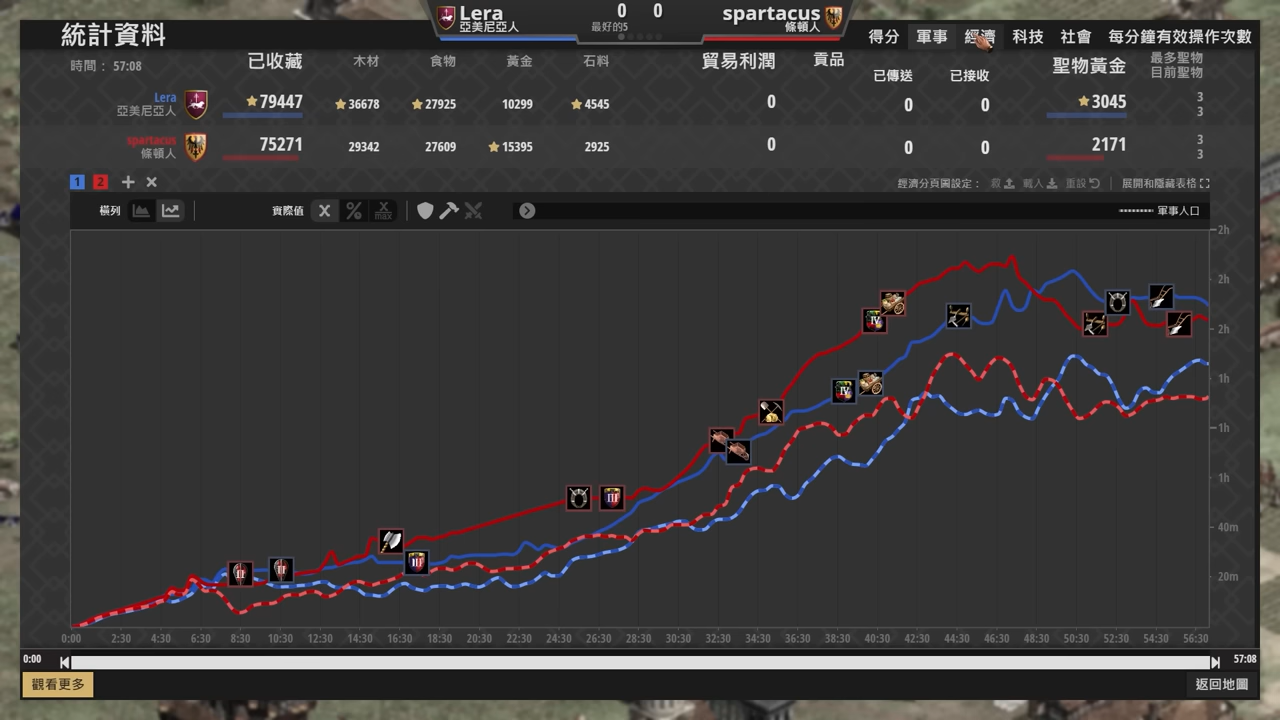 Lera
亞美尼亞人
0
0
最好的5
spartacus
條頓人
統計資料
得分
軍事
經濟
科技
社會
每分鐘有效操作次數
時間： 57:08
已收藏
木材
食物
黃金
石料
貿易利潤
貢品
已傳送
已接收
聖物黃金
最多聖物
目前聖物
Lera
亞美尼亞人
79447
36678
27925
10299
4545
0
0
0
3045
3
3
spartacus
條頓人
75271
29342
27609
15395
2925
0
0
0
2171
3
3
1
2
經濟分頁圖設定：
載入
重設
展開和隱藏表格
橫列
實際值
X
%
X
max
軍事人口
2h
2h
2h
1h
1h
1h
40m
20m
II
II
III
III
IV
IV
0:00
2:30
4:30
6:30
8:30
10:30
12:30
14:30
16:30
18:30
20:30
22:30
24:30
26:30
28:30
30:30
32:30
34:30
36:30
38:30
40:30
42:30
44:30
46:30
48:30
50:30
52:30
54:30
56:30
0:00
57:08
觀看更多
返回地圖